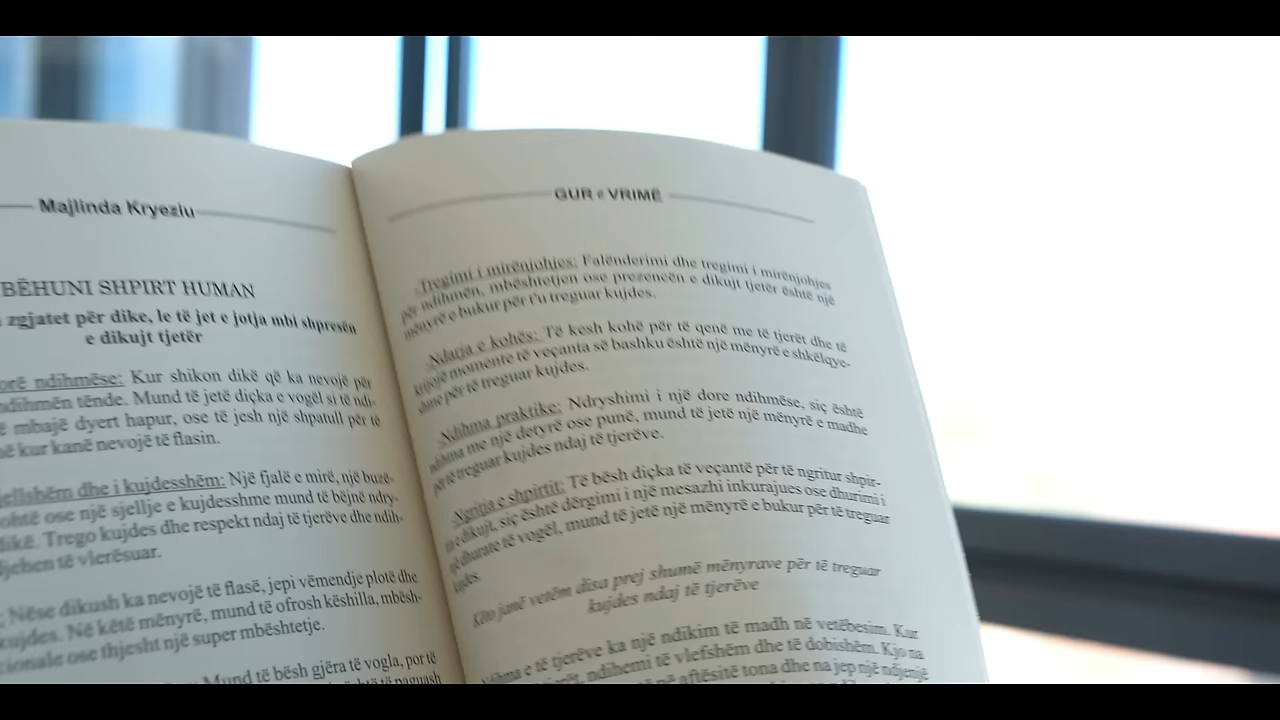 Majlinda Kryeziu
BËHUNI SHPIRT HUMAN
zgjatet për dike, le të jet e jotja mbi shpresën
e dikujt tjetër
ndihmëse: Kur shikon dikë që ka nevojë për
ndihmën tënde. Mund të jetë diçka e vogël si të ndi-
mbajë dyert hapur, ose të jesh një shpatull për të
kur kanë nevojë të flasin.
dhe i kujdesshëm: Një fjalë e mirë, një buzë-
ose një sjellje e kujdesshme mund të bëjnë ndry-
Trego kujdes dhe respekt ndaj të tjerëve dhe ndih-
të vlerësuar.
Nëse dikush ka nevojë të flasë, jepi vëmendje plotë dhe
kujdes. Në këtë mënyrë, mund të ofrosh këshilla, mbësh-
ose thjesht një super mbështetje.
Mund të bësh gjëra të vogla, por të
GUR e VRIMË
Tregimi i mirënjohjes: Falënderimi dhe tregimi i mirënjohjes
për ndihmën, mbështetjen ose prezencën e dikujt tjetër është një
mënyrë e bukur për t'u treguar kujdes.
Ndarja e kohës: Të kesh kohë për të qenë me të tjerët dhe të
krijojë momente të veçanta së bashku është një mënyrë e shkëlqye-
shme për të treguar kujdes.
Ndihma praktike: Ndryshimi i një dore ndihmëse, siç është
ndihma me një detyrë ose punë, mund të jetë një mënyrë e madhe
për të treguar kujdes ndaj të tjerëve.
Ngritja e shpirtit: Të bësh diçka të veçantë për të ngritur shpir-
tin e dikujt, siç është dërgimi i një mesazhi inkurajues ose dhurimi i
një dhurate të vogël, mund të jetë një mënyrë e bukur për të treguar
kujdes.
Këto janë vetëm disa prej shumë mënyrave për të treguar
kujdes ndaj të tjerëve
e të tjerëve ka një ndikim të madh në vetëbesim. Kur
ndihemi të vlefshëm dhe të dobishëm. Kjo na
në aftësitë tona dhe na jep një ndjenjë